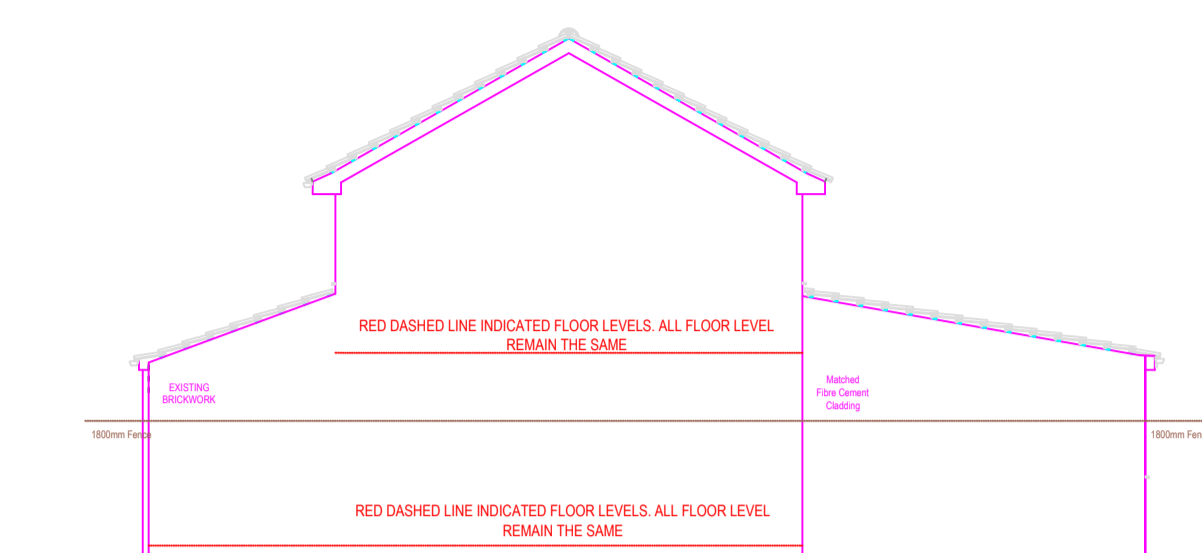 RED DASHED LINE INDICATED FLOOR LEVELS. ALL FLOOR LEVEL
REMAIN THE SAME
EXISTING
BRICKWORK
Matched
Fibre Cement
Cladding
1800mm Fence
1800mm Fen
RED DASHED LINE INDICATED FLOOR LEVELS. ALL FLOOR LEVEL
REMAIN THE SAME